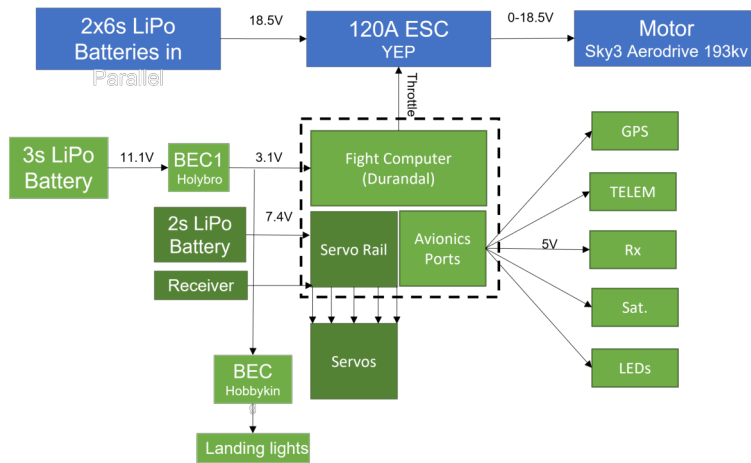 2x6s LiPo
Batteries in
Parallel
18.5V
120A ESC
YEP
0-18.5V
Motor
Sky3 Aerodrive 193kv
Throttle
3s LiPo
Battery
11.1V
BEC1
Holybro
3.1V
Fight Computer
(Durandal)
2s LiPo
Battery
7.4V
Servo Rail
Avionics
Ports
Receiver
Servos
5V
GPS
TELEM
Rx
Sat.
LEDs
BEC
Hobbykin
g
Landing lights